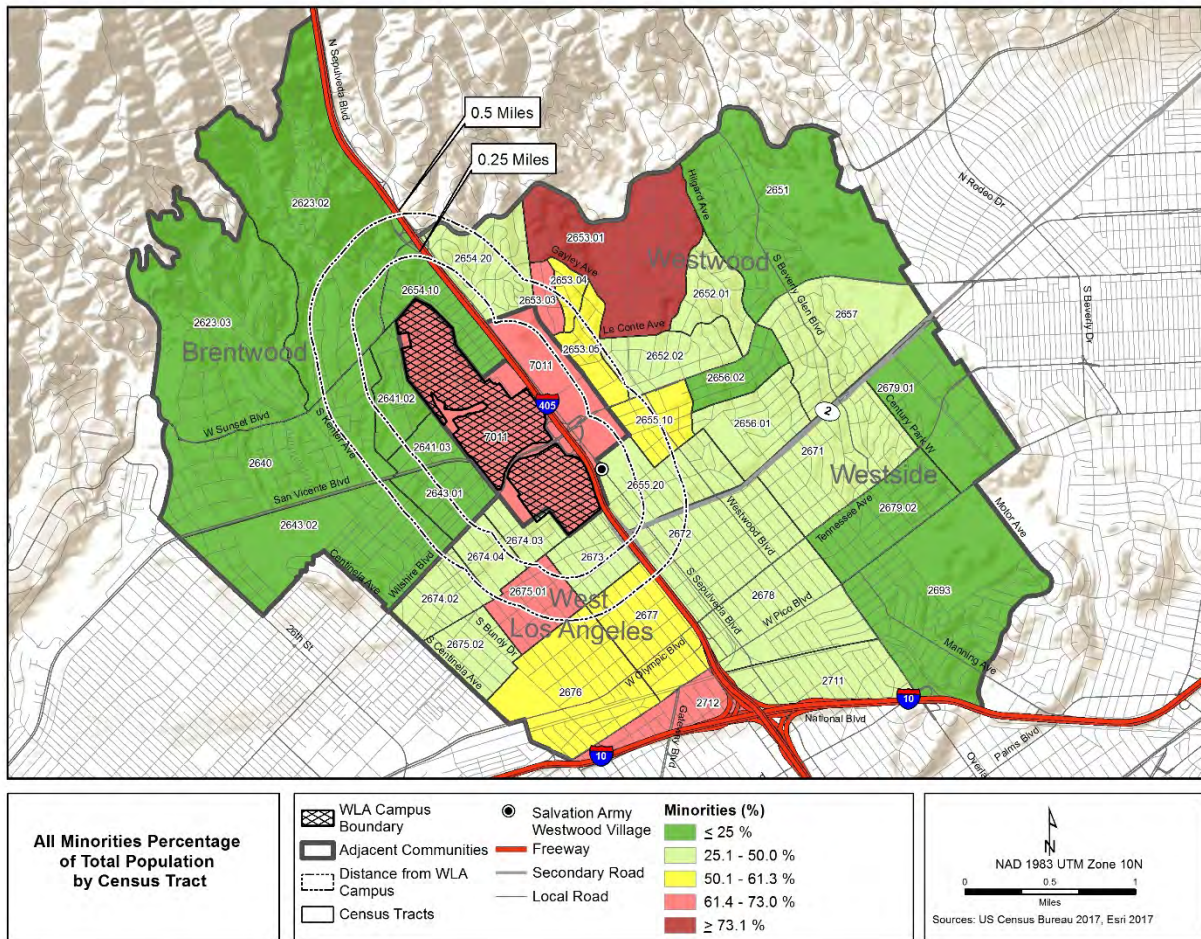 N Sepulveda Blvd
0.5 Miles
0.25 Miles
2623.02
2651
N Rodeo Dr
Hilgard Ave
2653.01
2654.20
Gayley Ave
Westwood
S Beverly Glen Blvd
2653.04
2653.03
2652.01
2654.10
2657
S Beverly Dr
2623.03
Brentwood
Le Conte Ave
2653.05
2652.02
7011
2656.02
2679.01
2641.02
405
2
Century Park W
W Sunset Blvd
S Kenter Ave
2655.10
2656.01
7011
2641.03
2671
2640
Westside
San Vicente Blvd
2643.01
2655.20
Westwood Blvd
Tennessee Ave
2679.02
Motor Ave
2643.02
2674.03
2673
2672
2674.04
Centinela Ave
Wilshire Blvd
2675.01
S Sepulveda Blvd
2674.02
West
Los Angeles
2677
2678
W Pico Blvd
2693
26th St
S Bundy Dr
2675.02
S Centinela Ave
W Olympic Blvd
Manning Ave
2676
2711
2712
10
National Blvd
Gateway Blvd
Palms Blvd
10
Overla
All Minorities Percentage
of Total Population
by Census Tract
WLA Campus
Boundary
Adjacent Communities
Distance from WLA
Campus
Census Tracts
Salvation Army
Westwood Village
Freeway
Secondary Road
Local Road
Minorities (%)
≤ 25 %
25.1 - 50.0 %
50.1 - 61.3 %
61.4 - 73.0 %
≥ 73.1 %
N
NAD 1983 UTM Zone 10N
0 0.5 1
Miles
Sources: US Census Bureau 2017, Esri 2017